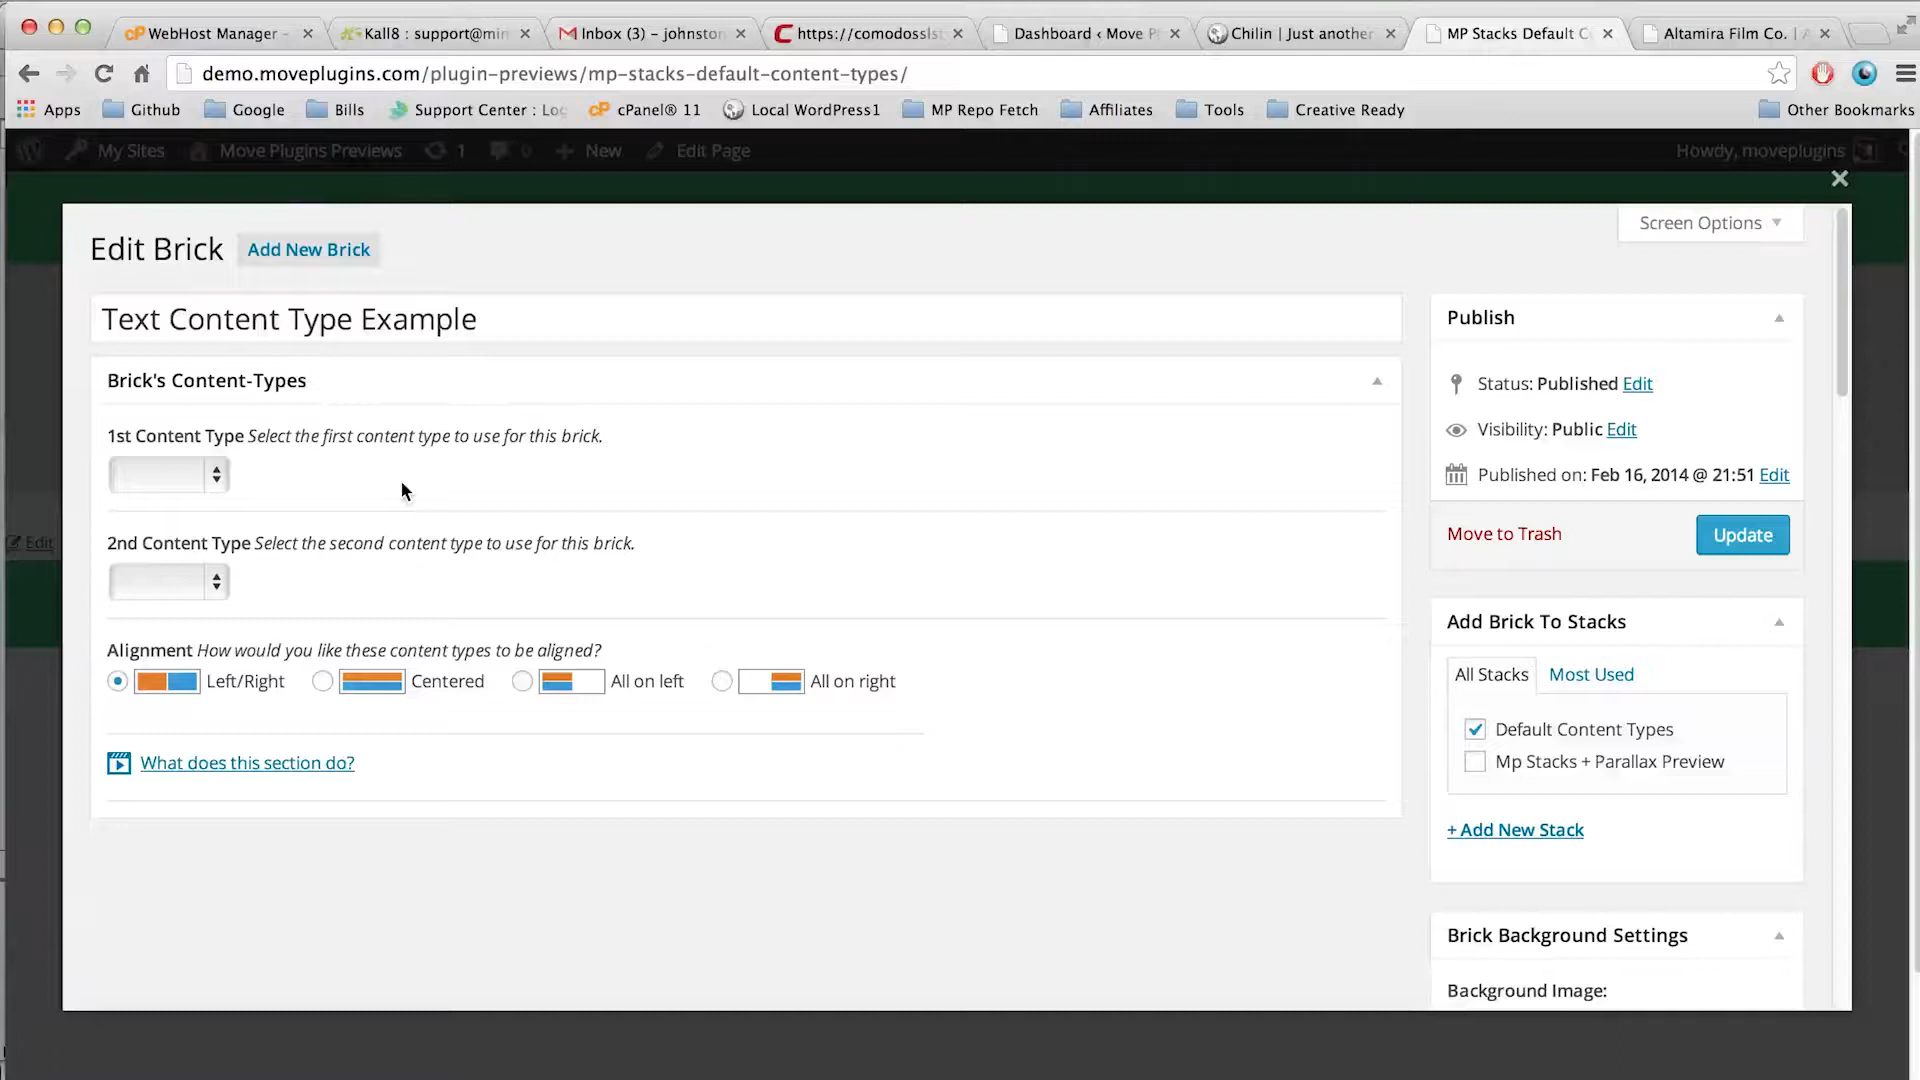 WebHost Manager -
Kall8 : support@min
Inbox (3) - johnston
https://comodosslst
Dashboard ‹ Move P
Chilin | Just another
MP Stacks Default C
Altamira Film Co. | A
demo.moveplugins.com/plugin-previews/mp-stacks-default-content-types/
Apps
Github
Google
Bills
Support Center : Log
cPanel® 11
Local WordPress1
MP Repo Fetch
Affiliates
Tools
Creative Ready
Other Bookmarks
My Sites
Move Plugins Previews
1
0
New
Edit Page
Howdy, moveplugins
Screen Options
Edit Brick
Add New Brick
Text Content Type Example
Brick's Content-Types
1st Content Type Select the first content type to use for this brick.
2nd Content Type Select the second content type to use for this brick.
Alignment How would you like these content types to be aligned?
Left/Right
Centered
All on left
All on right
What does this section do?
Edit
Publish
Status: Published Edit
Visibility: Public Edit
Published on: Feb 16, 2014 @ 21:51 Edit
Move to Trash
Update
Add Brick To Stacks
All Stacks
Most Used
Default Content Types
Mp Stacks + Parallax Preview
+ Add New Stack
Brick Background Settings
Background Image: